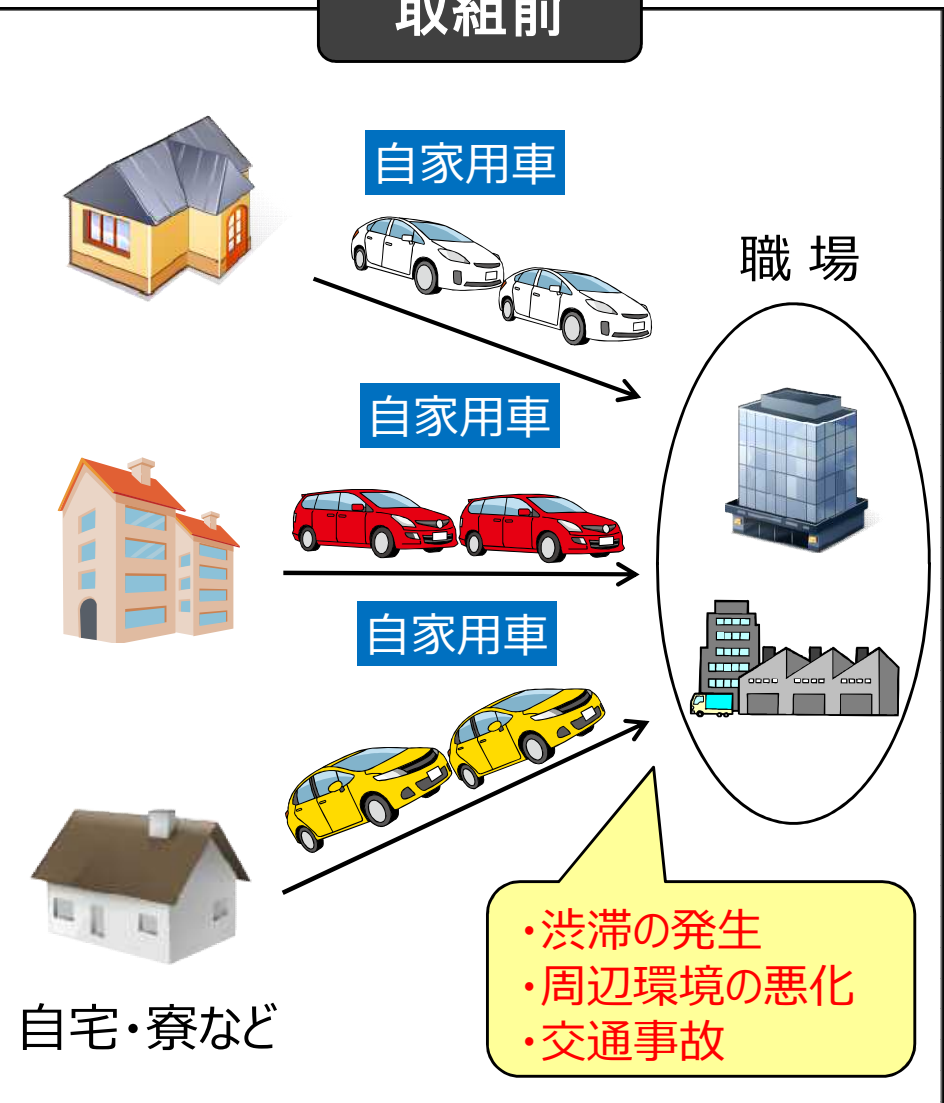 取組前
自家用車
職 場
自家用車
自家用車
・渋滞の発生
・周辺環境の悪化
・交通事故
自宅・寮など